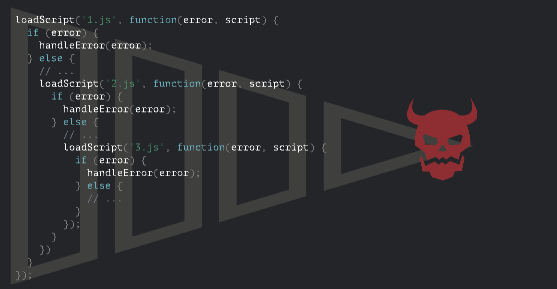 loadScript('1.js', function(error, script) {
  if (error) {
    handleError(error);
  } else {
    // ...
    loadScript('2.js', function(error, script) {
      if (error) {
        handleError(error);
      } else {
        // ...
        loadScript('3.js', function(error, script) {
          if (error) {
            handleError(error);
          } else {
            // ...
          }
        });
      }
    })
  }
});